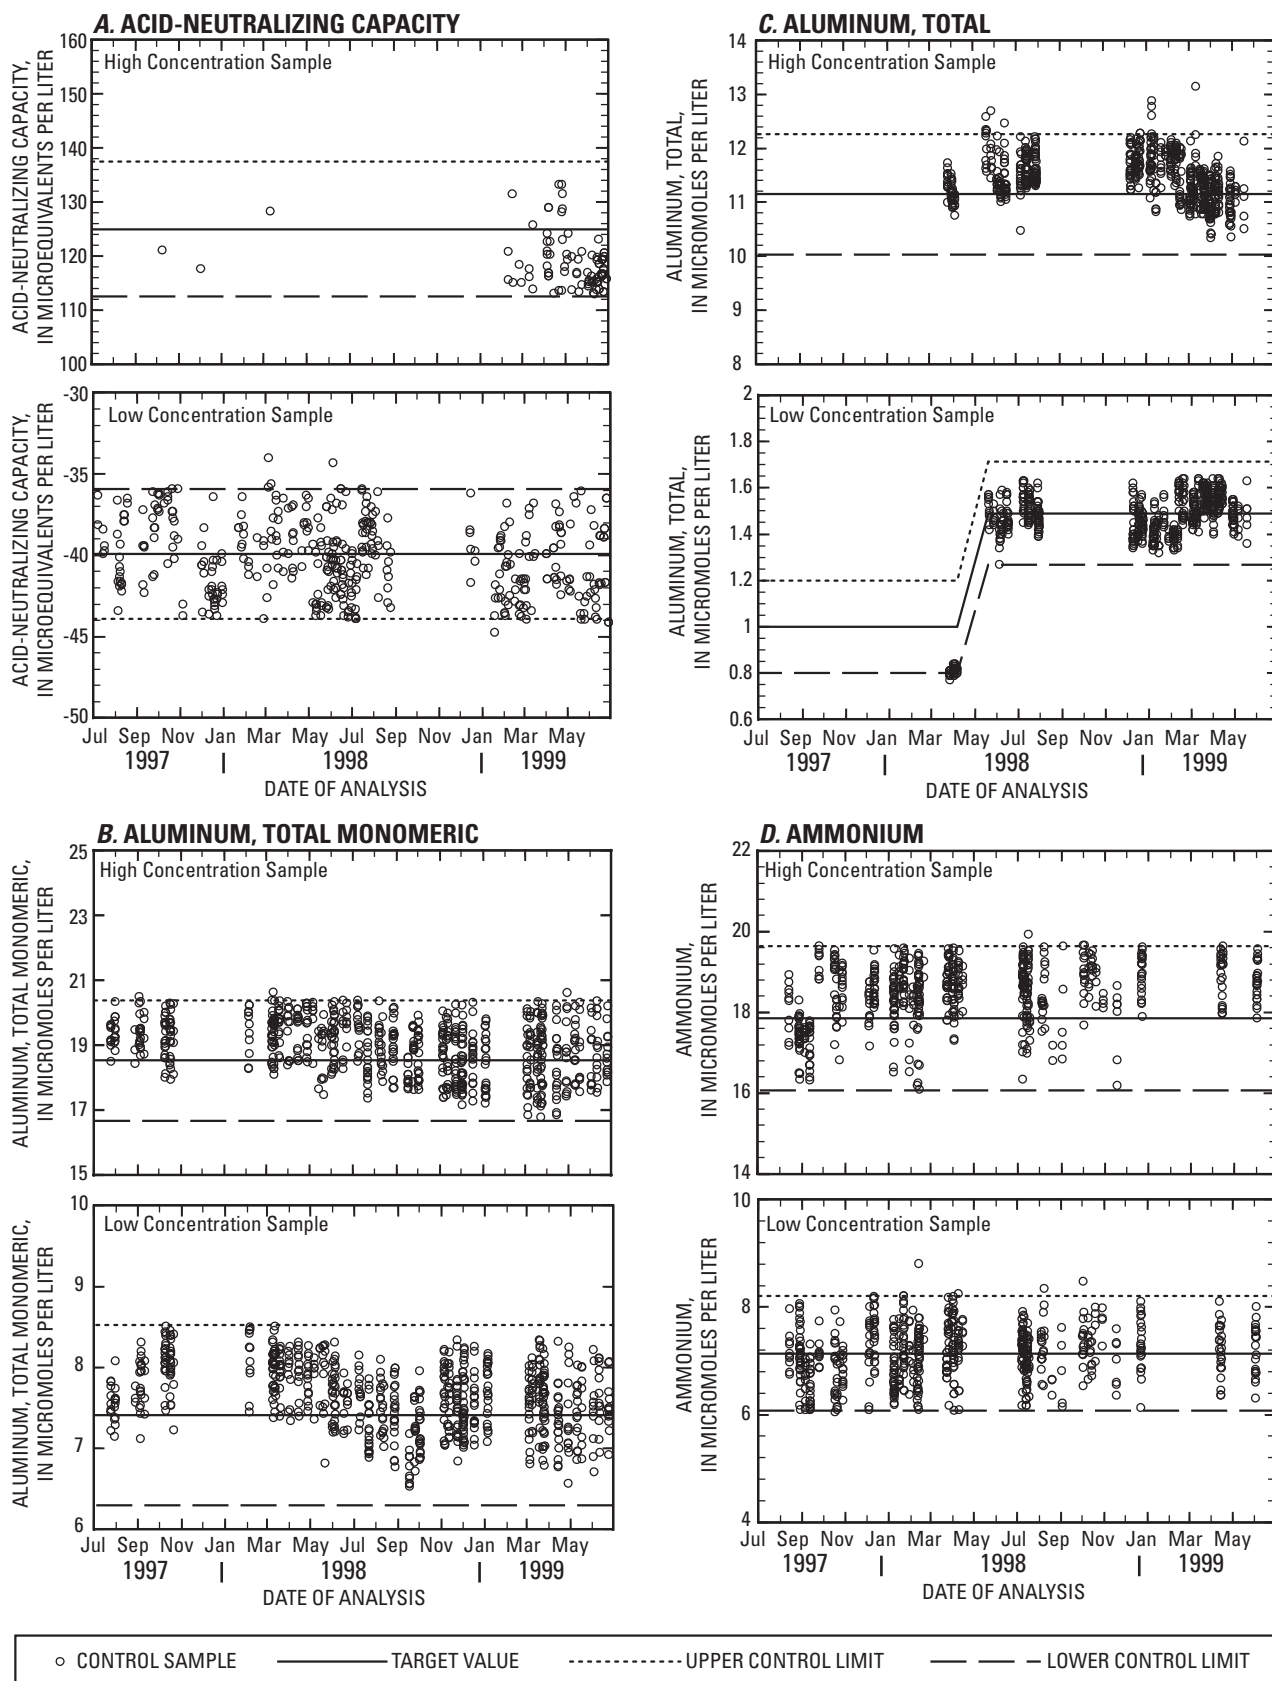 A. ACID-NEUTRALIZING CAPACITY
High Concentration Sample
ACID-NEUTRALIZING CAPACITY,
IN MICROEQUIVALENTS PER LITER
160
150
140
130
120
110
100
Low Concentration Sample
ACID-NEUTRALIZING CAPACITY,
IN MICROEQUIVALENTS PER LITER
-30
-35
-40
-45
-50
Jul Sep Nov Jan Mar May Jul Sep Nov Jan Mar May
1997 | 1998 | 1999
DATE OF ANALYSIS
B. ALUMINUM, TOTAL MONOMERIC
High Concentration Sample
ALUMINUM, TOTAL MONOMERIC,
IN MICROMOLES PER LITER
25
23
21
19
17
15
Low Concentration Sample
ALUMINUM, TOTAL MONOMERIC,
IN MICROMOLES PER LITER
10
9
8
7
6
Jul Sep Nov Jan Mar May Jul Sep Nov Jan Mar May
1997 | 1998 | 1999
DATE OF ANALYSIS
C. ALUMINUM, TOTAL
High Concentration Sample
ALUMINUM, TOTAL,
IN MICROMOLES PER LITER
14
13
12
11
10
9
8
Low Concentration Sample
ALUMINUM, TOTAL,
IN MICROMOLES PER LITER
2
1.8
1.6
1.4
1.2
1
0.8
0.6
Jul Sep Nov Jan Mar May Jul Sep Nov Jan Mar May
1997 | 1998 | 1999
DATE OF ANALYSIS
D. AMMONIUM
High Concentration Sample
AMMONIUM,
IN MICROMOLES PER LITER
22
20
18
16
14
Low Concentration Sample
AMMONIUM,
IN MICROMOLES PER LITER
10
8
6
4
Jul Sep Nov Jan Mar May Jul Sep Nov Jan Mar May
1997 | 1998 | 1999
DATE OF ANALYSIS
CONTROL SAMPLE TARGET VALUE UPPER CONTROL LIMIT LOWER CONTROL LIMIT